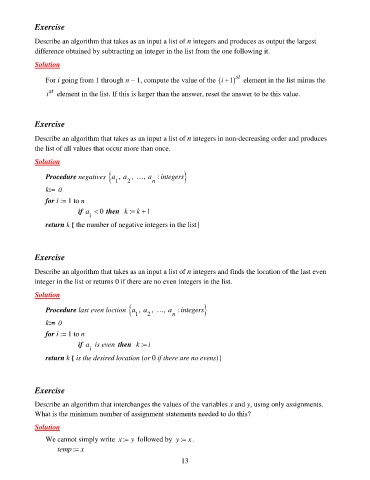 Exercise
Describe an algorithm that takes as an input a list of n integers and produces as output the largest
difference obtained by subtracting an integer in the list from the one following it.
Solution
For i going from 1 through n − 1, compute the value of the (i + 1)^st element in the list minus the
i^st element in the list. If this is larger than the answer, reset the answer to be this value.
Exercise
Describe an algorithm that takes as an input a list of n integers in non-decreasing order and produces
the list of all values that occur more than once.
Solution
Procedure negatives {a_1, a_2, …, a_n : integers}
k:= 0
for i := 1 to n
if a_i < 0 then k := k + 1
return k { the number of negative integers in the list}
Exercise
Describe an algorithm that takes as an input a list of n integers and finds the location of the last even
integer in the list or returns 0 if there are no even integers in the list.
Solution
Procedure last even loction {a_1, a_2, …, a_n : integers}
k:= 0
for i := 1 to n
if a_i is even then k := i
return k { is the desired location (or 0 if there are no evens)}
Exercise
Describe an algorithm that interchanges the values of the variables x and y, using only assignments.
What is the minimum number of assignment statements needed to do this?
Solution
We cannot simply write x := y followed by y := x.
temp := x
13